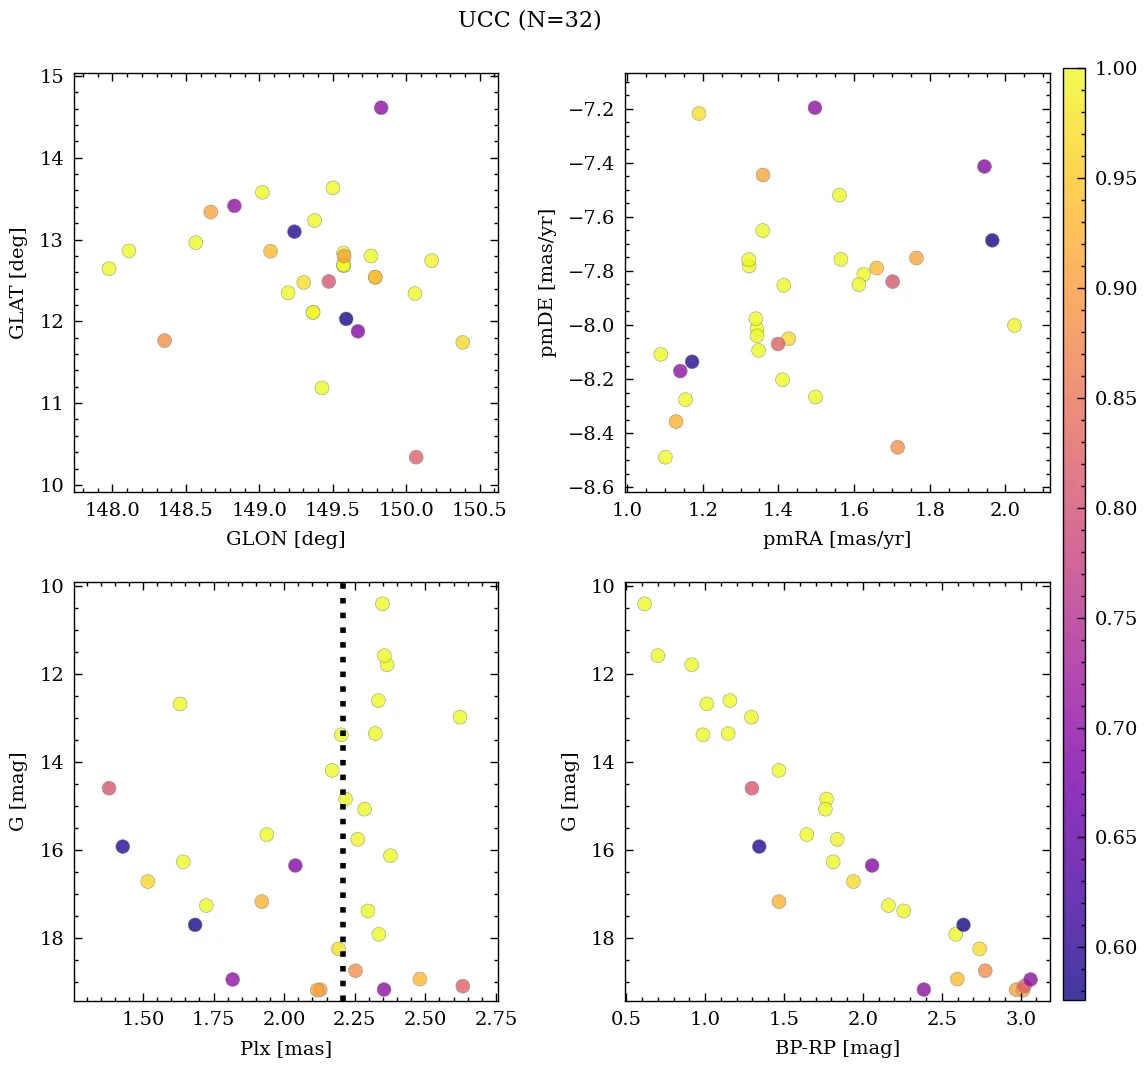 UCC (N=32)
15
14
13
12
11
10
GLAT [deg]
148.0 148.5 149.0 149.5 150.0 150.5
GLON [deg]
−7.2
−7.4
−7.6
−7.8
−8.0
−8.2
−8.4
−8.6
pmDE [mas/yr]
1.0 1.2 1.4 1.6 1.8 2.0
pmRA [mas/yr]
10
12
14
16
18
G [mag]
1.50 1.75 2.00 2.25 2.50 2.75
Plx [mas]
10
12
14
16
18
G [mag]
0.5 1.0 1.5 2.0 2.5 3.0
BP-RP [mag]
1.00
0.95
0.90
0.85
0.80
0.75
0.70
0.65
0.60